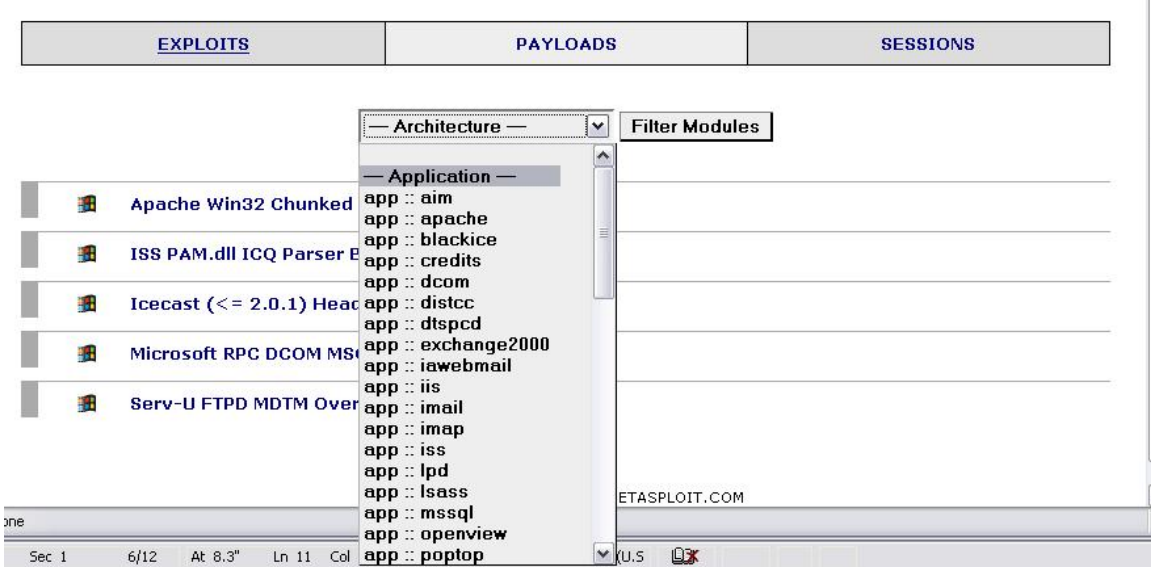 EXPLOITS PAYLOADS SESSIONS
— Architecture — Filter Modules
— Application —
app :: aim
app :: apache
app :: blackice
app :: credits
app :: dcom
app :: distcc
app :: dtspcd
app :: exchange2000
app :: iawebmail
app :: iis
app :: imail
app :: imap
app :: iss
app :: lpd
app :: lsass
app :: mssql
app :: openview
app :: poptop
Apache Win32 Chunked
ISS PAM.dll ICQ Parser
Icecast (<= 2.0.1)
Microsoft RPC DCOM
Serv-U FTPD MDTM
ETASPLOIT.COM
one
Sec 1 6/12 At 8.3" Ln 11 Col (U.S